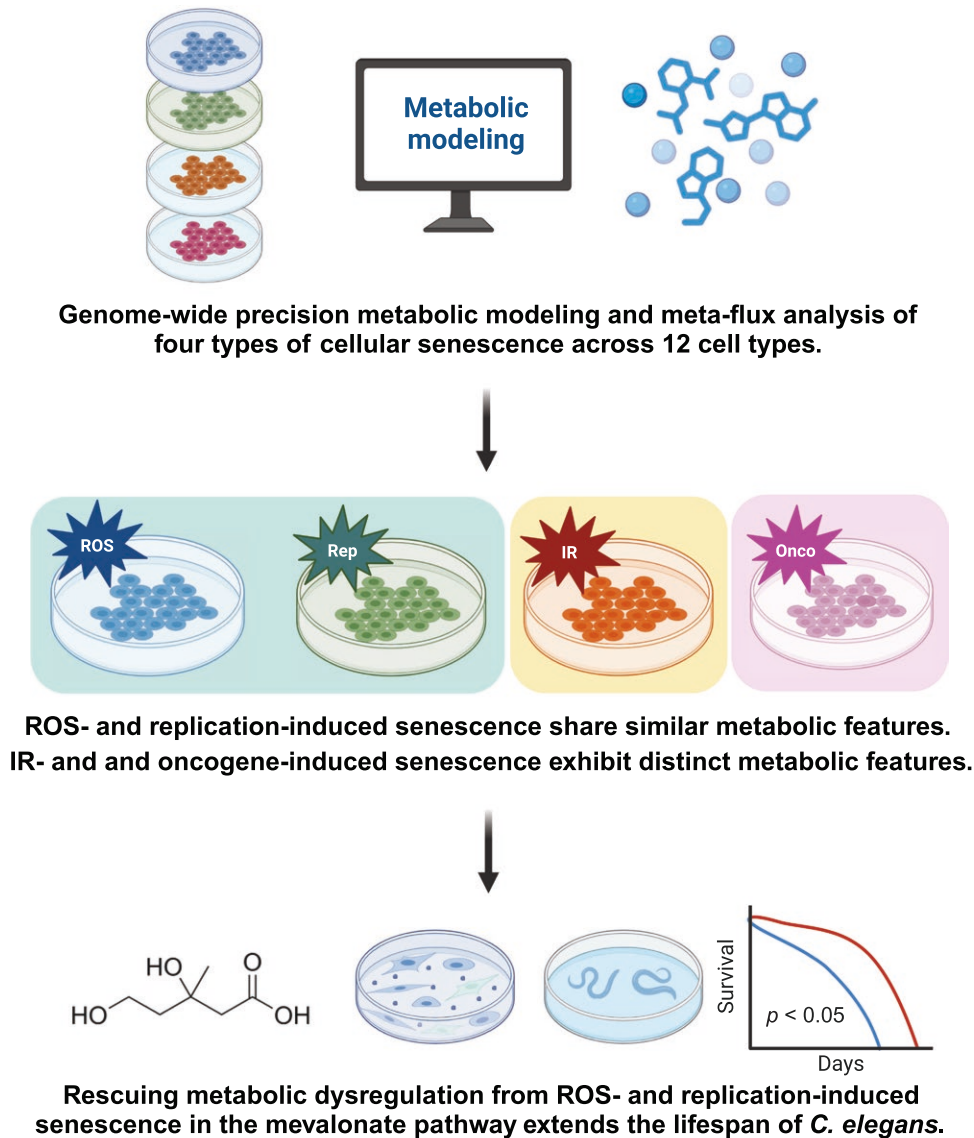 Metabolic
modeling
Genome-wide precision metabolic modeling and meta-flux analysis of
four types of cellular senescence across 12 cell types.
ROS
Rep
IR
Onco
ROS- and replication-induced senescence share similar metabolic features.
IR- and and oncogene-induced senescence exhibit distinct metabolic features.
HO
O
HO
OH
Survival
p < 0.05
Days
Rescuing metabolic dysregulation from ROS- and replication-induced
senescence in the mevalonate pathway extends the lifespan of C. elegans.